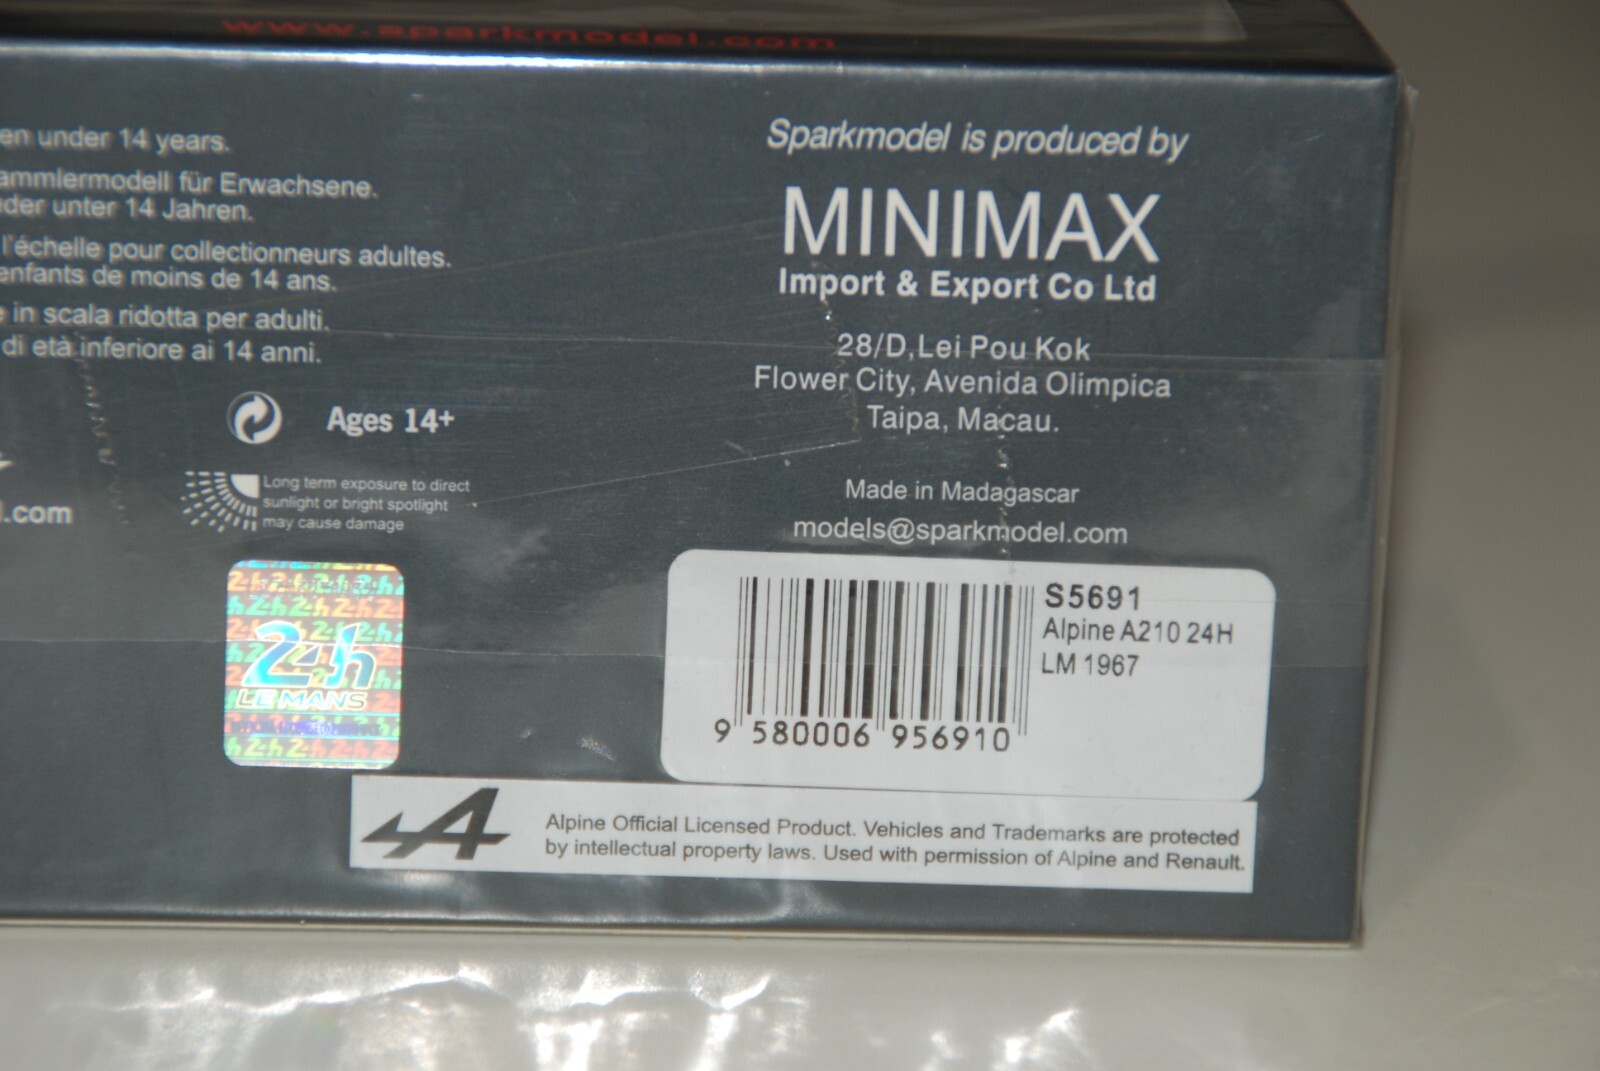 www.sparkmodel.com
en under 14 years.
ammlermodell für Erwachsene.
der unter 14 Jahren.
l'échelle pour collectionneurs adultes.
enfants de moins de 14 ans.
e in scala ridotta per adulti.
di età inferiore ai 14 anni.
Ages 14+
Long term exposure to direct
sunlight or bright spotlight
may cause damage
l.com
24h
LE MANS
Sparkmodel is produced by
MINIMAX
Import & Export Co Ltd
28/D,Lei Pou Kok
Flower City, Avenida Olimpica
Taipa, Macau.
Made in Madagascar
models@sparkmodel.com
S5691
Alpine A210 24H
LM 1967
9 580006 956910
A
Alpine Official Licensed Product. Vehicles and Trademarks are protected
by intellectual property laws. Used with permission of Alpine and Renault.